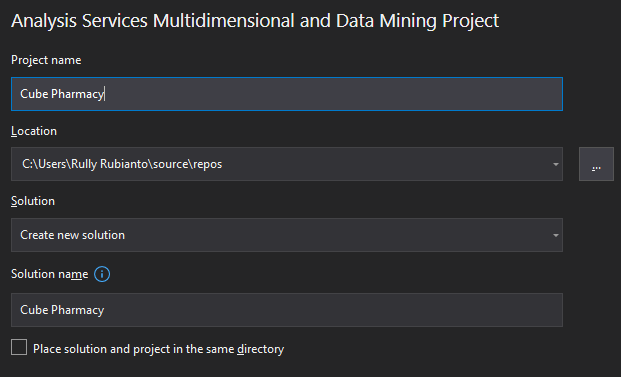 Analysis Services Multidimensional and Data Mining Project
Project name
Cube Pharmacy
Location
C:\Users\Rully Rubianto\source\repos
...
Solution
Create new solution
Solution name
Cube Pharmacy
Place solution and project in the same directory